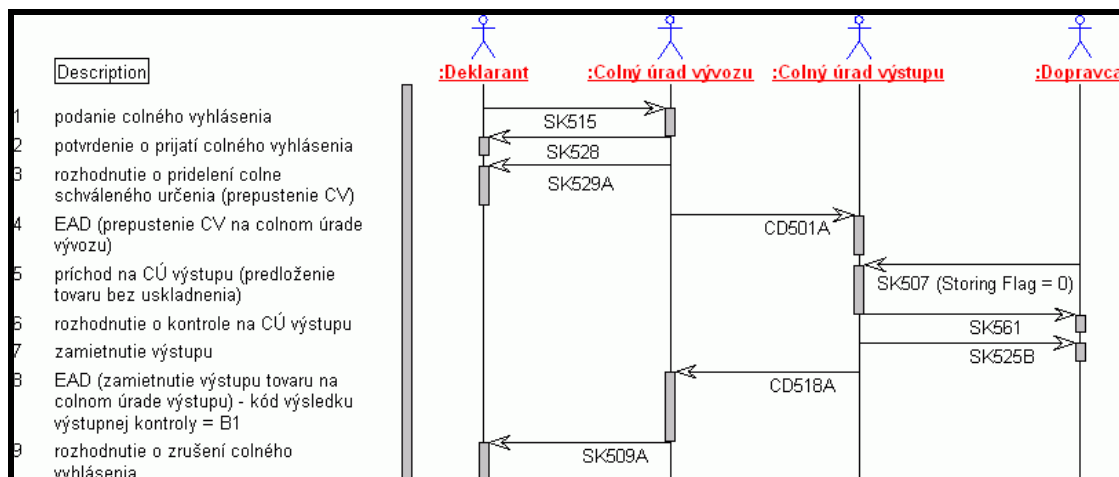 Description
:Deklarant
:Colný úrad vývozu
:Colný úrad výstupu
:Dopravca
1 podanie colného vyhlásenia
SK515
2 potvrdenie o prijatí colného vyhlásenia
SK528
3 rozhodnutie o pridelení colne
schváleného určenia (prepustenie CV)
SK529A
4 EAD (prepustenie CV na colnom úrade
vývozu)
CD501A
5 príchod na CÚ výstupu (predloženie
tovaru bez uskladnenia)
SK507 (Storing Flag = 0)
6 rozhodnutie o kontrole na CÚ výstupu
SK561
7 zamietnutie výstupu
SK525B
8 EAD (zamietnutie výstupu tovaru na
colnom úrade výstupu) - kód výsledku
výstupnej kontroly = B1
CD518A
9 rozhodnutie o zrušení colného
vyhlásenia
SK509A